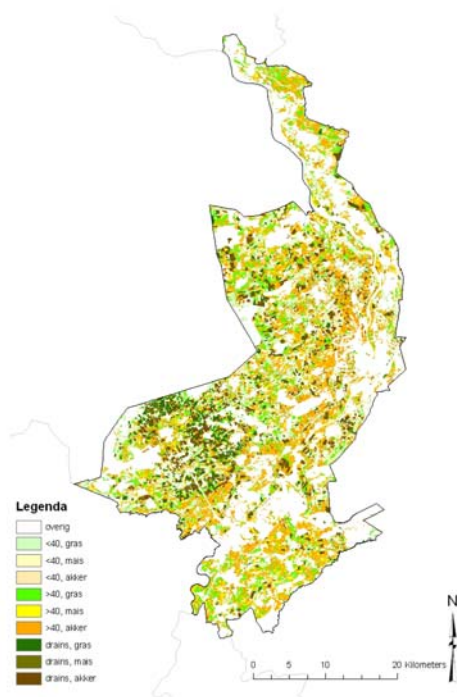 Legenda
overig
<40, gras
<40, mais
<40, akker
>40, gras
>40, mais
>40, akker
drains, gras
drains, mais
drains, akker
N
0 5 10 20 Kilometers